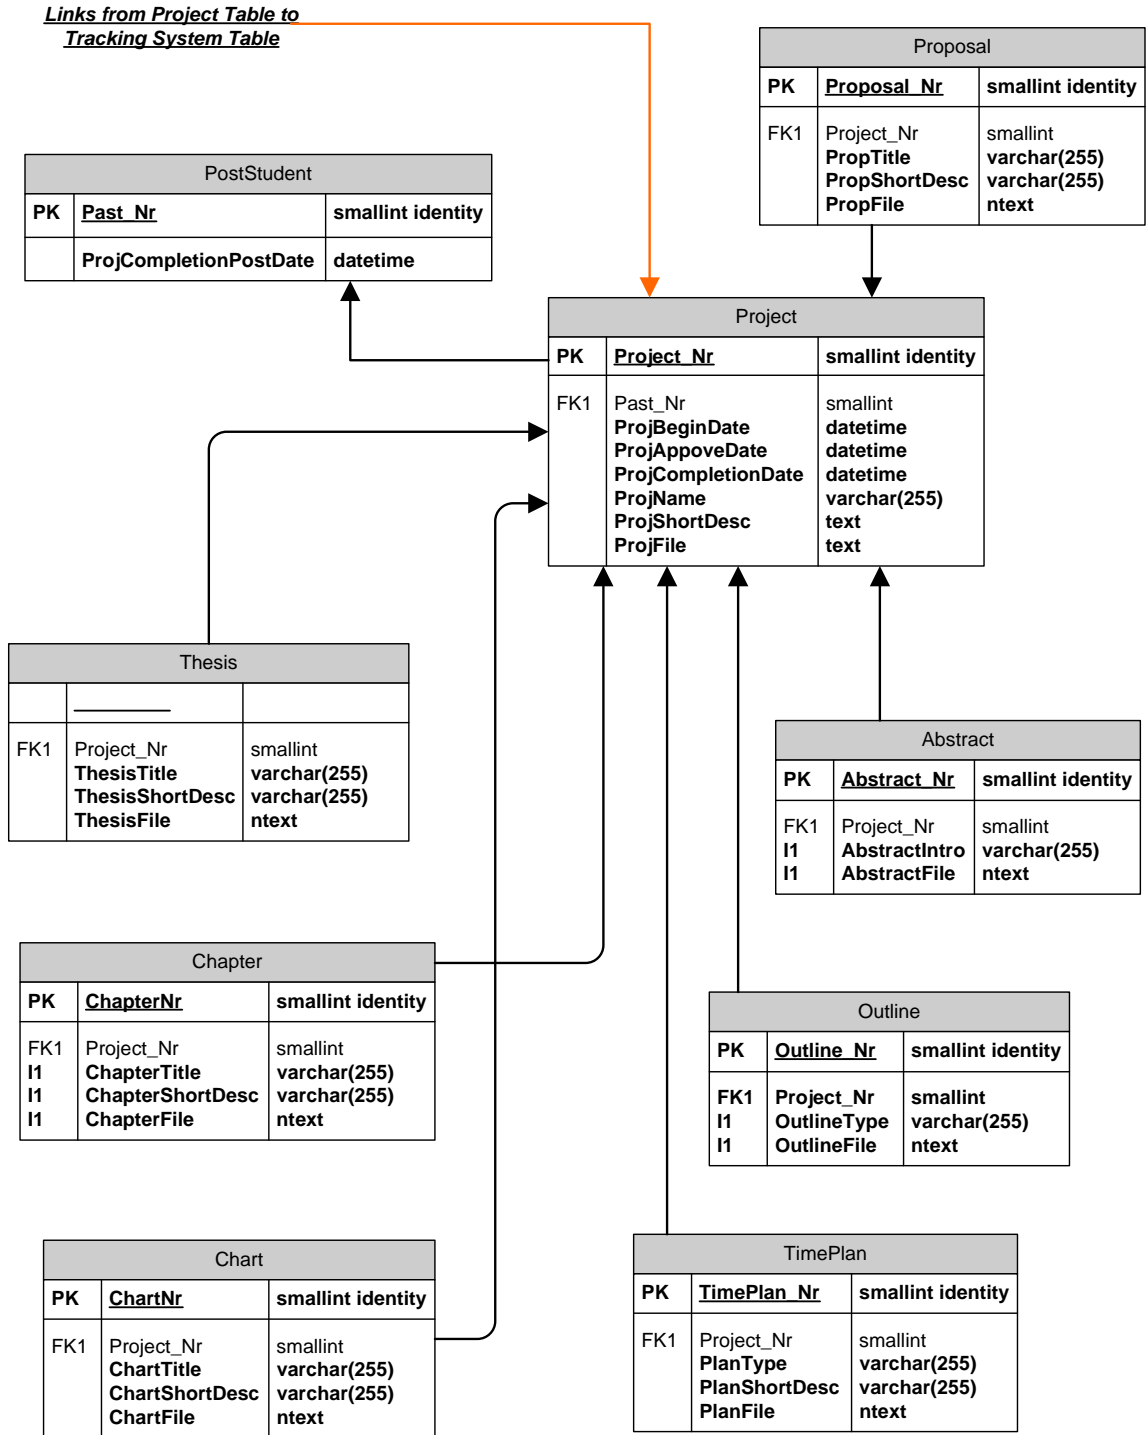 Links from Project Table to
Tracking System Table
Proposal
PK Proposal_Nr smallint identity
FK1 Project_Nr smallint
PropTitle varchar(255)
PropShortDesc varchar(255)
PropFile ntext
PostStudent
PK Past_Nr smallint identity
ProjCompletionPostDate datetime
Project
PK Project_Nr smallint identity
FK1 Past_Nr smallint
ProjBeginDate datetime
ProjAppoveDate datetime
ProjCompletionDate datetime
ProjName varchar(255)
ProjShortDesc text
ProjFile text
Thesis
FK1 Project_Nr smallint
ThesisTitle varchar(255)
ThesisShortDesc varchar(255)
ThesisFile ntext
Abstract
PK Abstract_Nr smallint identity
FK1 Project_Nr smallint
I1 AbstractIntro varchar(255)
I1 AbstractFile ntext
Chapter
PK ChapterNr smallint identity
FK1 Project_Nr smallint
I1 ChapterTitle varchar(255)
I1 ChapterShortDesc varchar(255)
I1 ChapterFile ntext
Outline
PK Outline_Nr smallint identity
FK1 Project_Nr smallint
I1 OutlineType varchar(255)
I1 OutlineFile ntext
Chart
PK ChartNr smallint identity
FK1 Project_Nr smallint
ChartTitle varchar(255)
ChartShortDesc varchar(255)
ChartFile ntext
TimePlan
PK TimePlan_Nr smallint identity
FK1 Project_Nr smallint
PlanType varchar(255)
PlanShortDesc varchar(255)
PlanFile ntext